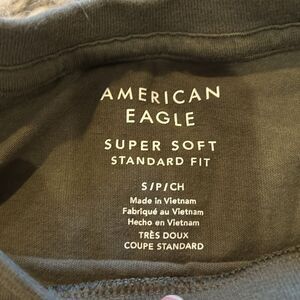 AMERICAN
EAGLE
SUPER SOFT
STANDARD FIT
S/P/CH
Made in Vietnam
Fabriqué au Vietnam
Hecho en Vietnam
TRÈS DOUX
COUPE STANDARD